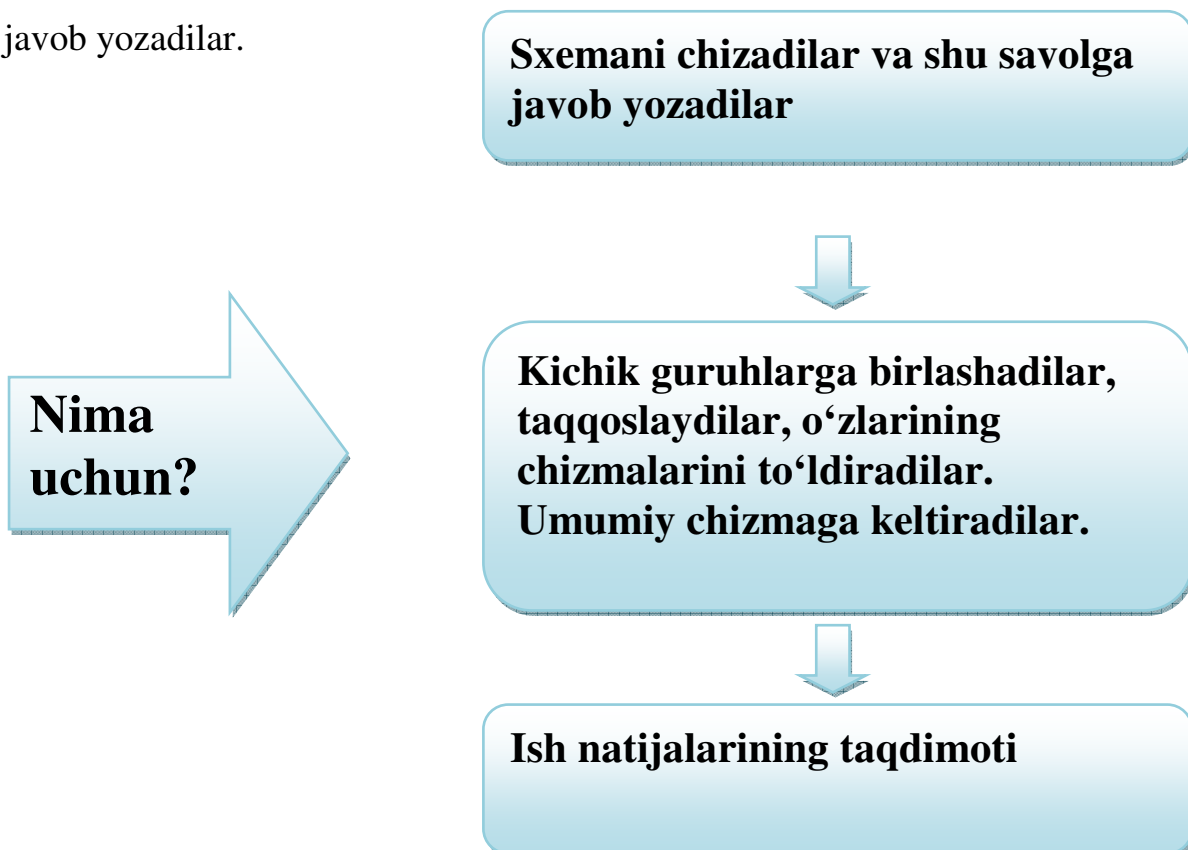 javob yozadilar.
Sxemani chizadilar va shu savolga
javob yozadilar
Nima
uchun?
Kichik guruhlarga birlashadilar,
taqqoslaydilar, o‘zlarining
chizmalarini to‘ldiradilar.
Umumiy chizmaga keltiradilar.
Ish natijalarining taqdimoti